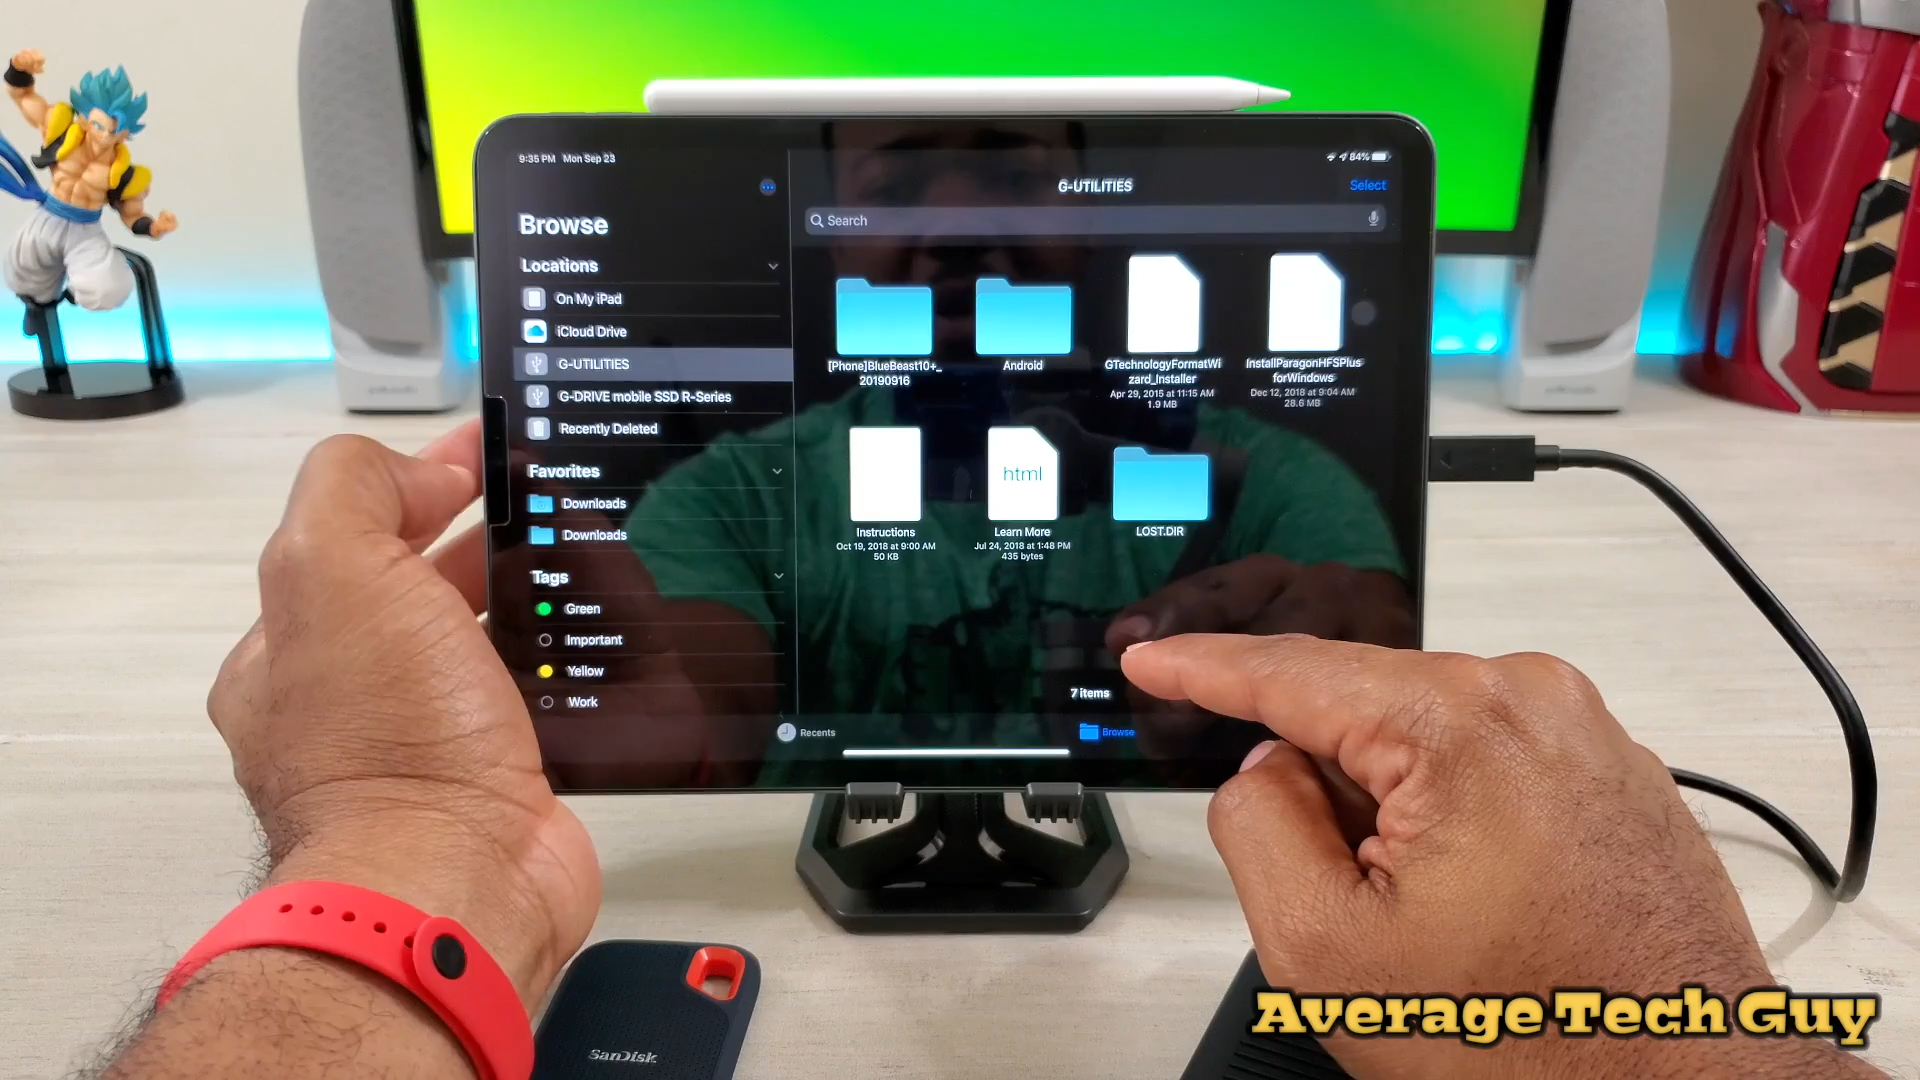 9:35 PM Mon Sep 23
84%
Browse
Locations
On My iPad
iCloud Drive
G-UTILITIES
G-DRIVE mobile SSD R-Series
Recently Deleted
Favorites
Downloads
Downloads
Tags
Green
Important
Yellow
Work
G-UTILITIES
Select
Search
[Phone]BlueBeast10+_
20190916
Android
GTechnologyFormatWi
zard_Installer
Apr 29, 2015 at 11:15 AM
1.9 MB
InstallParagonHFSPlus
forWindows
Dec 12, 2018 at 9:04 AM
28.6 MB
Instructions
Oct 19, 2018 at 9:00 AM
50 KB
html
Learn More
Jul 24, 2018 at 1:48 PM
435 bytes
LOST.DIR
7 items
Recents
Browse
SanDisk
Average Tech Guy